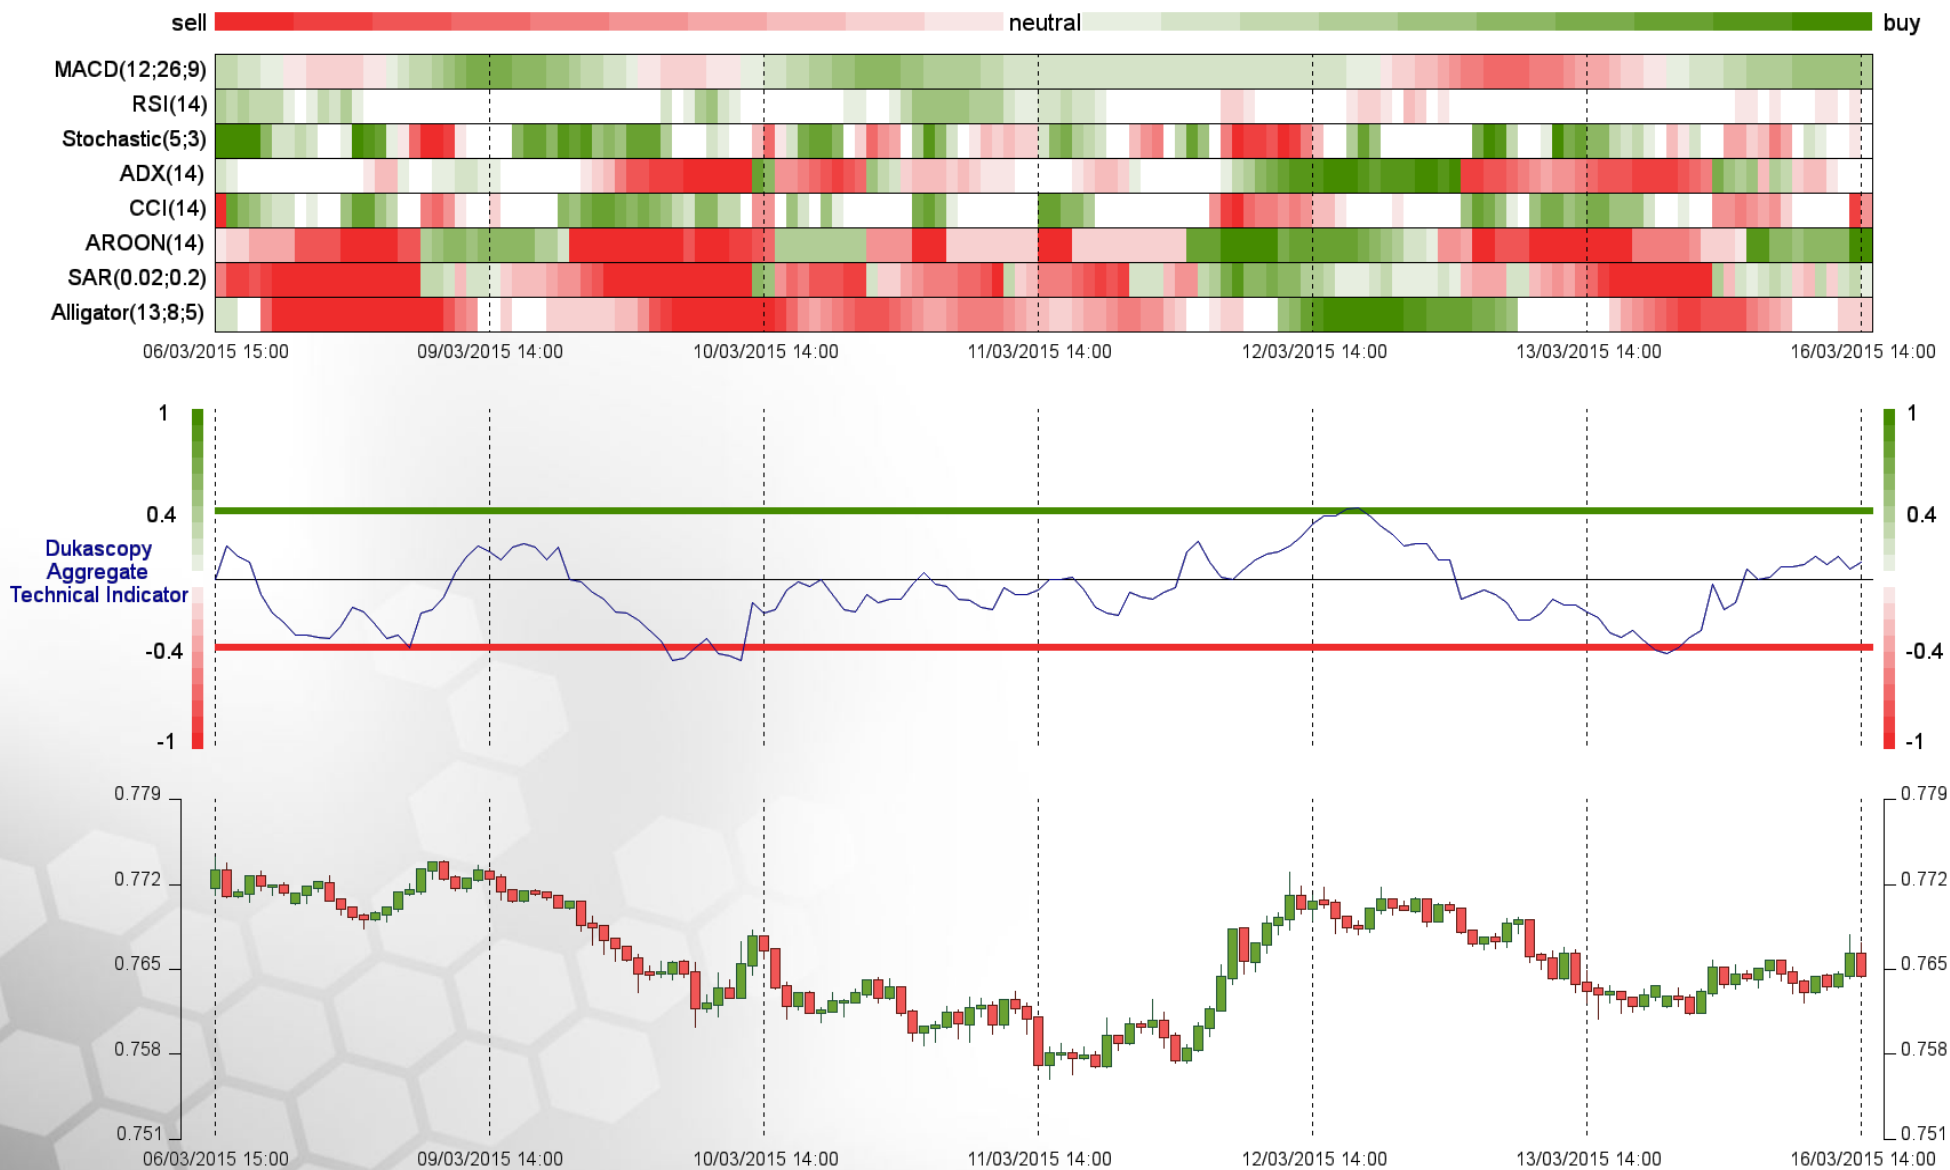 sell neutral buy
MACD(12;26;9)
RSI(14)
Stochastic(5;3)
ADX(14)
CCI(14)
AROON(14)
SAR(0.02;0.2)
Alligator(13;8;5)
06/03/2015 15:00 09/03/2015 14:00 10/03/2015 14:00 11/03/2015 14:00 12/03/2015 14:00 13/03/2015 14:00 16/03/2015 14:00
1 1
0.4 0.4
Dukascopy
Aggregate
Technical Indicator
-0.4 -0.4
-1 -1
0.779 0.779
0.772 0.772
0.765 0.765
0.758 0.758
0.751 0.751
06/03/2015 15:00 09/03/2015 14:00 10/03/2015 14:00 11/03/2015 14:00 12/03/2015 14:00 13/03/2015 14:00 16/03/2015 14:00